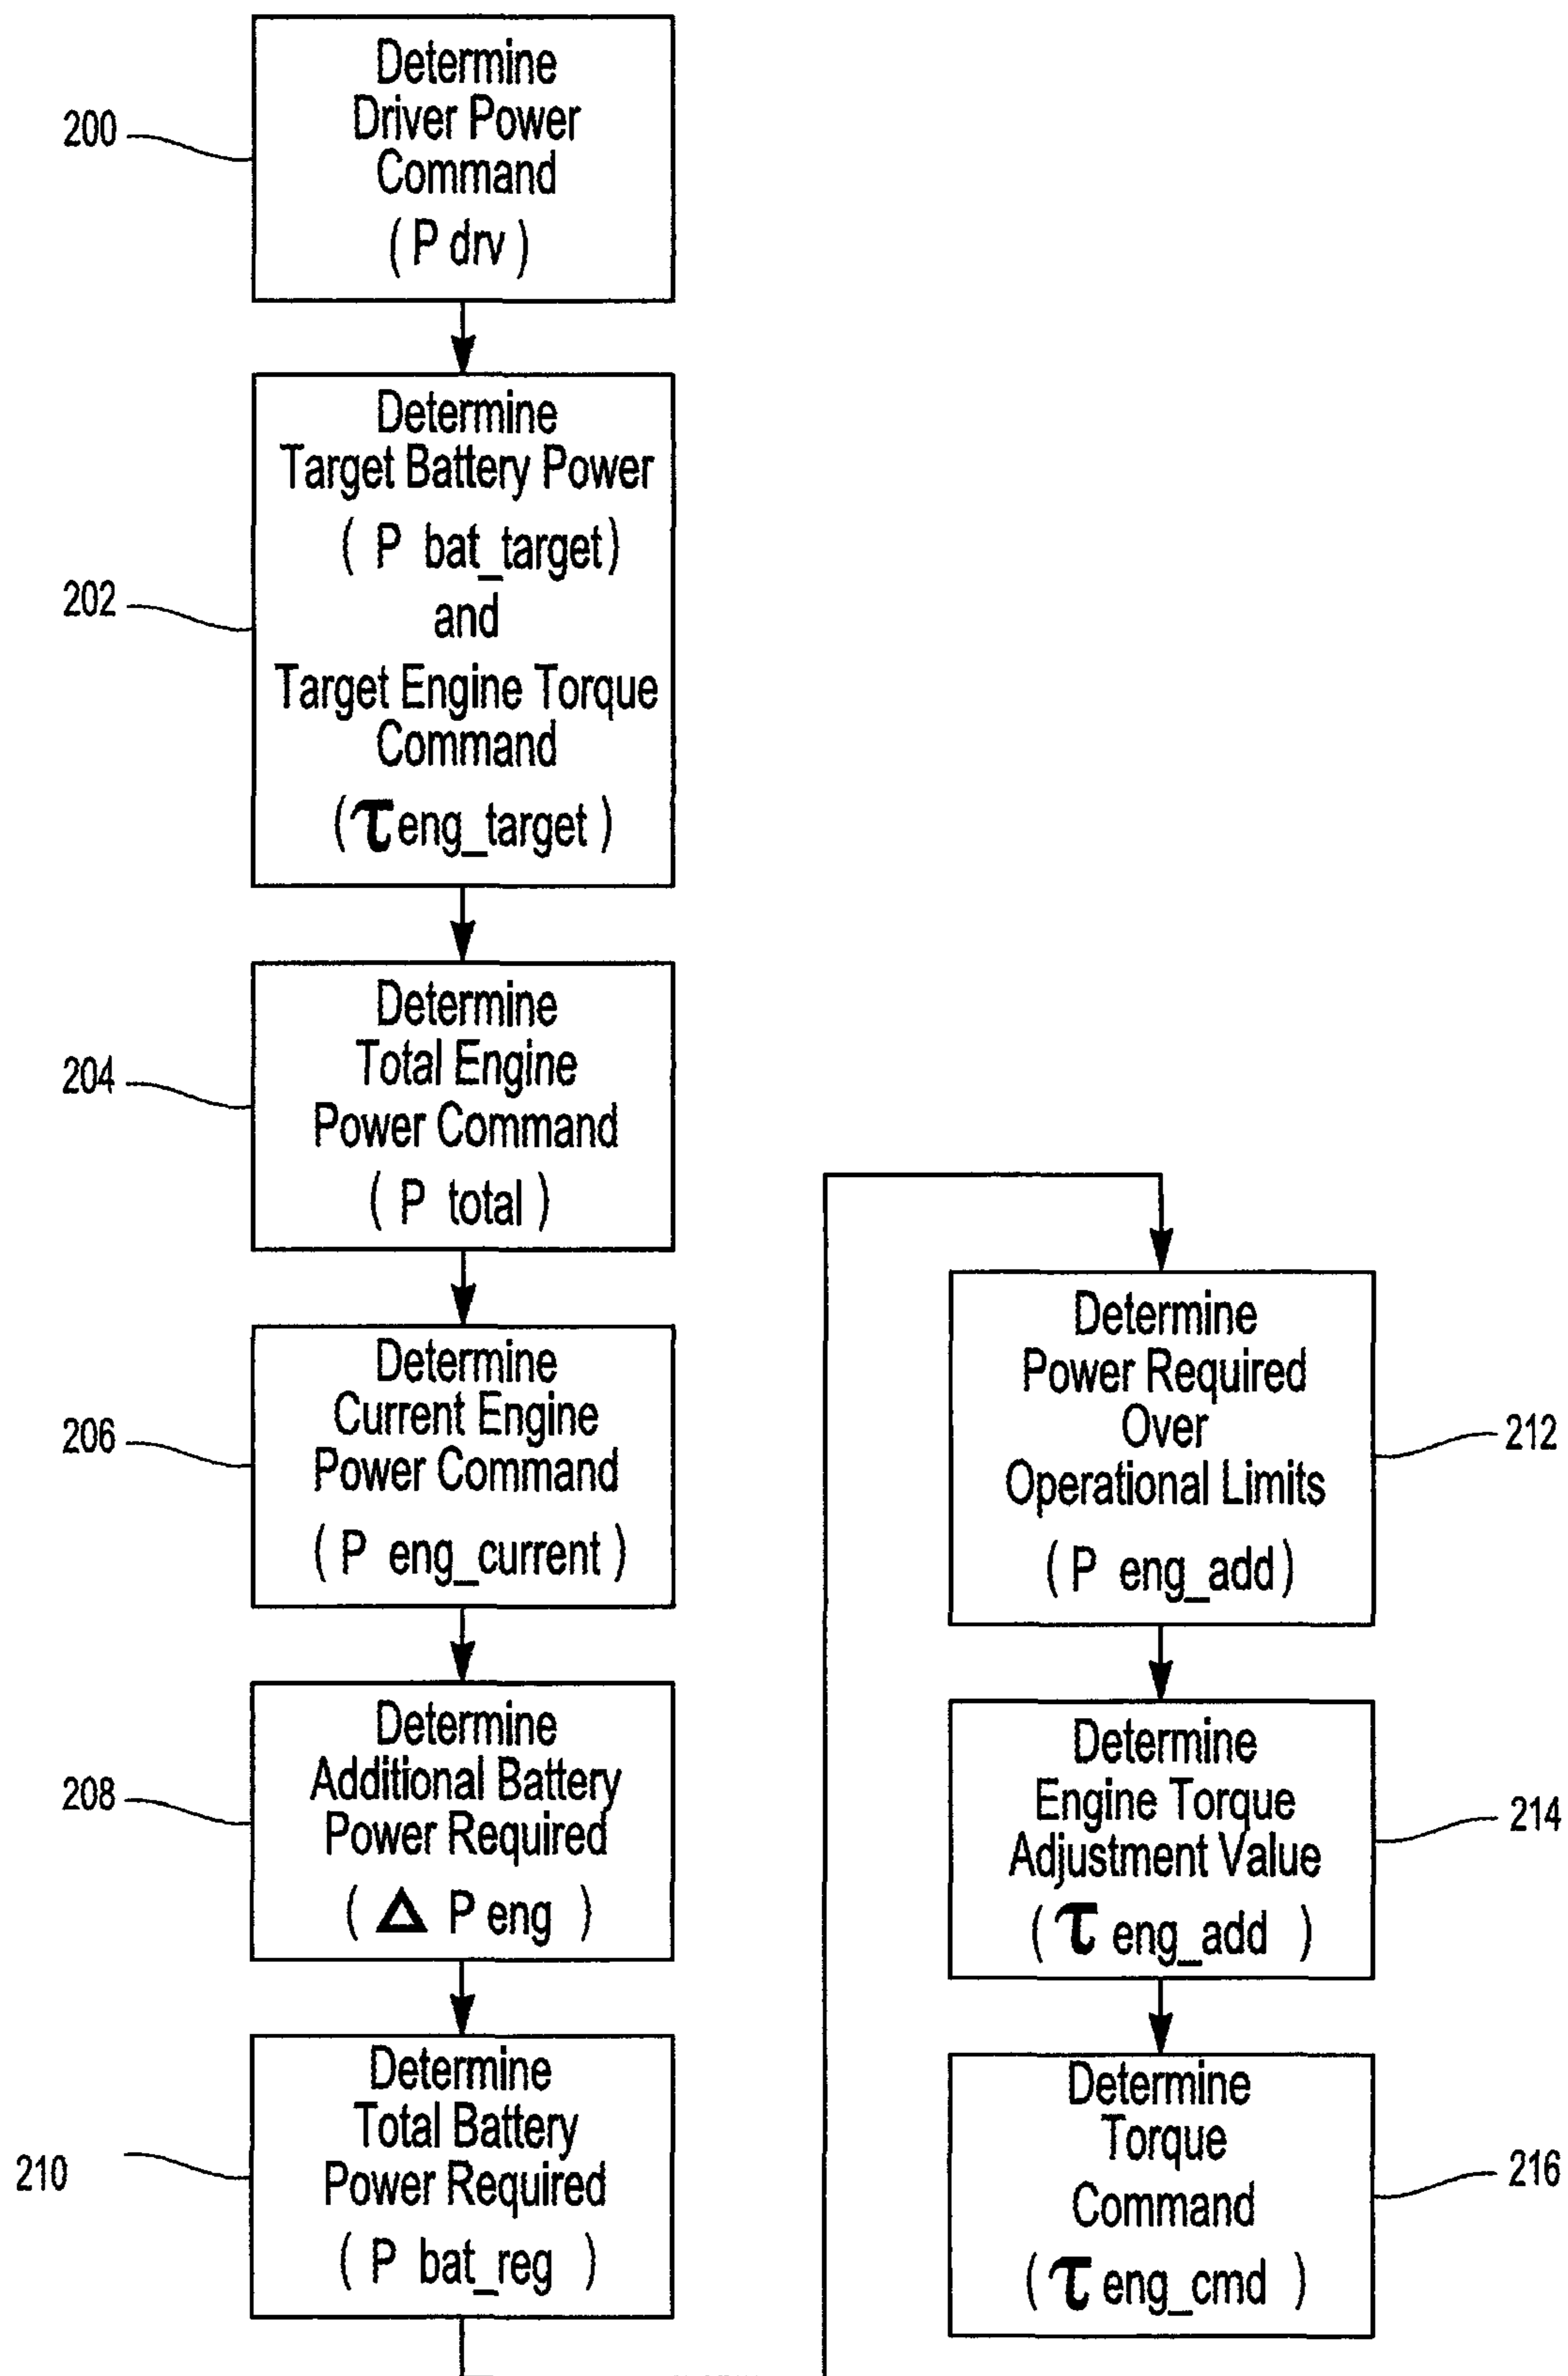 Determine
Driver Power
Command
( P drv )
200
Determine
Target Battery Power
( P bat_target)
and
Target Engine Torque
Command
( τ eng_target )
202
Determine
Total Engine
Power Command
( P total )
204
Determine
Current Engine
Power Command
( P eng_current )
206
Determine
Additional Battery
Power Required
( Δ P eng )
208
Determine
Total Battery
Power Required
( P bat_reg )
210
Determine
Power Required
Over
Operational Limits
( P eng_add )
212
Determine
Engine Torque
Adjustment Value
( τ eng_add )
214
Determine
Torque
Command
( τ eng_cmd )
216